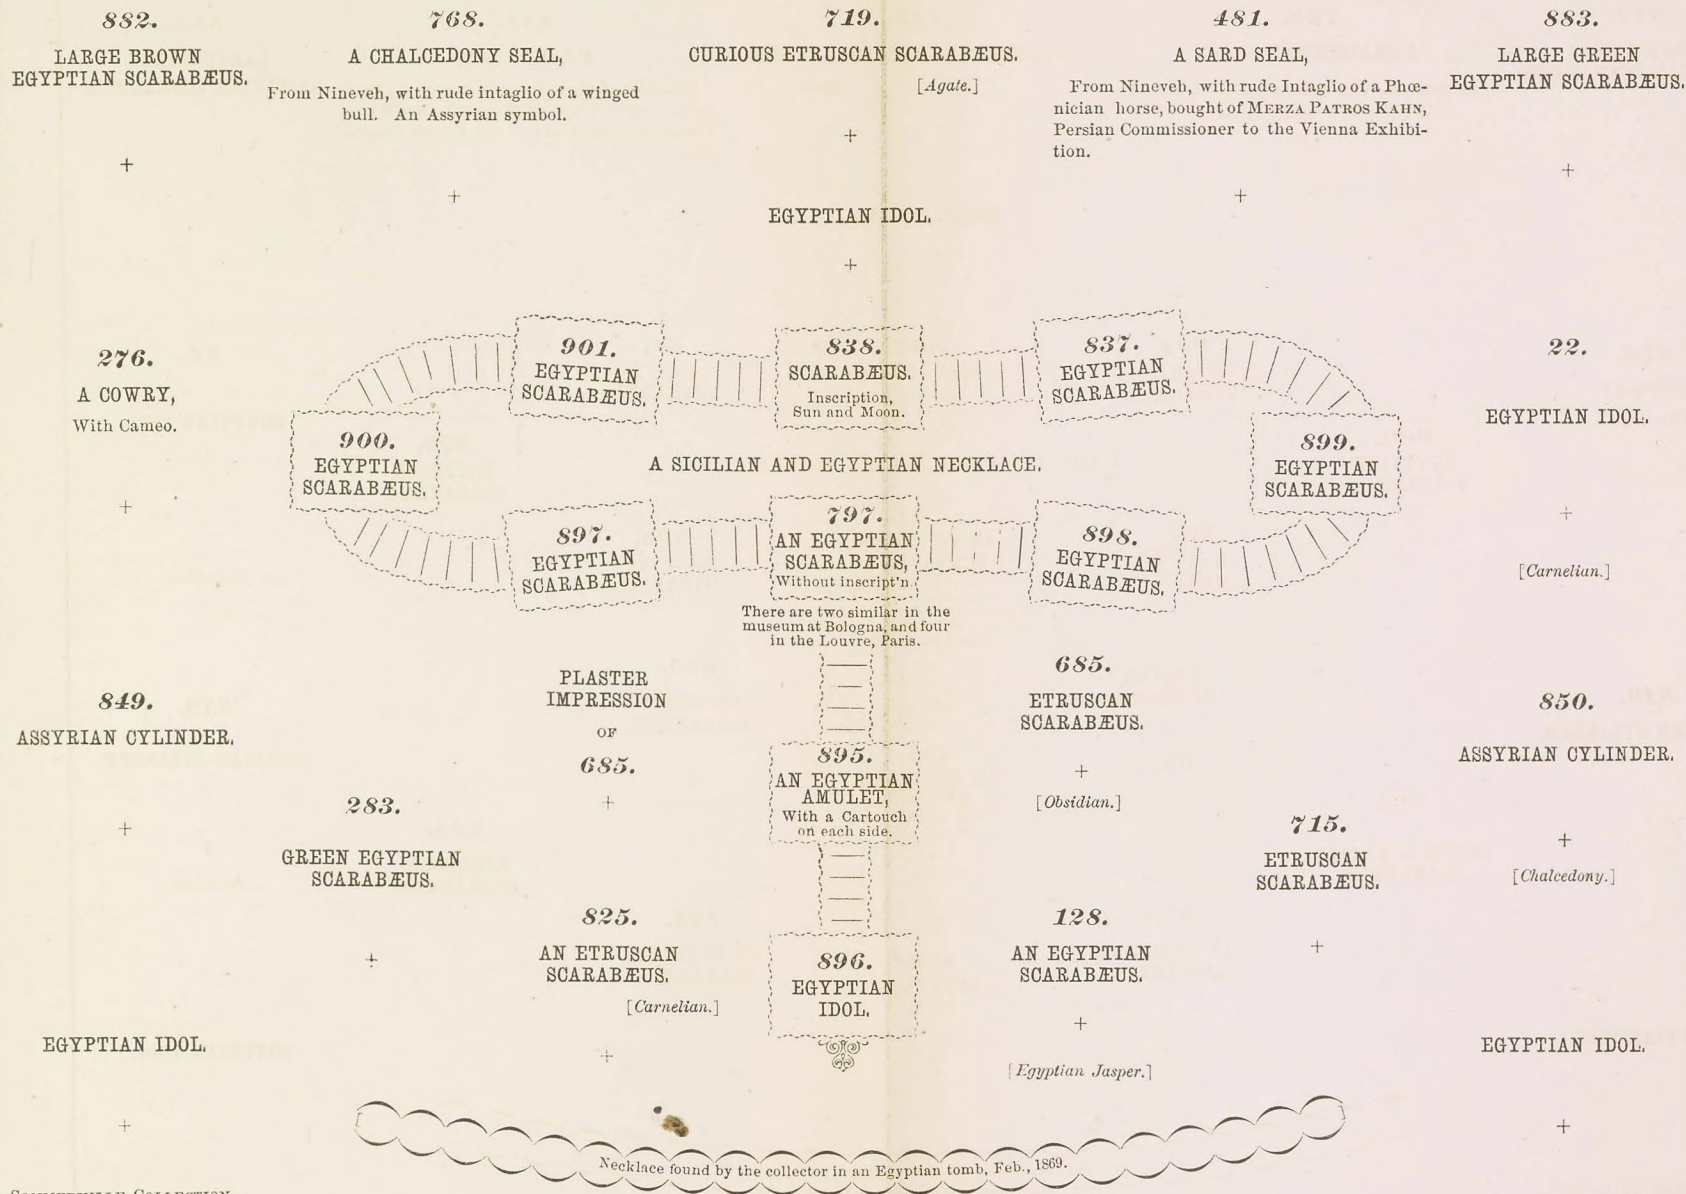 882.
LARGE BROWN
EGYPTIAN SCARABÆUS.
768.
A CHALCEDONY SEAL,
From Nineveh, with rude intaglio of a winged
bull. An Assyrian symbol.
719.
CURIOUS ETRUSCAN SCARABÆUS.
[Agate.]
+
481.
A SARD SEAL,
From Nineveh, with rude Intaglio of a Phœ-
nician horse, bought of MERZA PATROS KAHN,
Persian Commissioner to the Vienna Exhibi-
tion.
883.
LARGE GREEN
EGYPTIAN SCARABÆUS.
+
+
+
+
EGYPTIAN IDOL.
+
276.
A COWRY,
With Cameo.
+
901.
EGYPTIAN
SCARABÆUS.
838.
SCARABÆUS.
Inscription,
Sun and Moon.
837.
EGYPTIAN
SCARABÆUS.
22.
EGYPTIAN IDOL.
+
[Carnelian.]
900.
EGYPTIAN
SCARABÆUS.
A SICILIAN AND EGYPTIAN NECKLACE.
899.
EGYPTIAN
SCARABÆUS.
897.
EGYPTIAN
SCARABÆUS.
797.
AN EGYPTIAN
SCARABÆUS,
Without inscript'n.
There are two similar in the
museum at Bologna, and four
in the Louvre, Paris.
898.
EGYPTIAN
SCARABÆUS.
849.
ASSYRIAN CYLINDER.
+
PLASTER
IMPRESSION
OF
685.
+
685.
ETRUSCAN
SCARABÆUS.
+
[Obsidian.]
850.
ASSYRIAN CYLINDER.
+
[Chalcedony.]
283.
GREEN EGYPTIAN
SCARABÆUS.
+
895.
AN EGYPTIAN
AMULET,
With a Cartouch
on each side.
715.
ETRUSCAN
SCARABÆUS.
+
825.
AN ETRUSCAN
SCARABÆUS.
[Carnelian.]
+
896.
EGYPTIAN
IDOL.
128.
AN EGYPTIAN
SCARABÆUS.
+
[Egyptian Jasper.]
EGYPTIAN IDOL.
+
EGYPTIAN IDOL.
+
Necklace found by the collector in an Egyptian tomb, Feb., 1869.